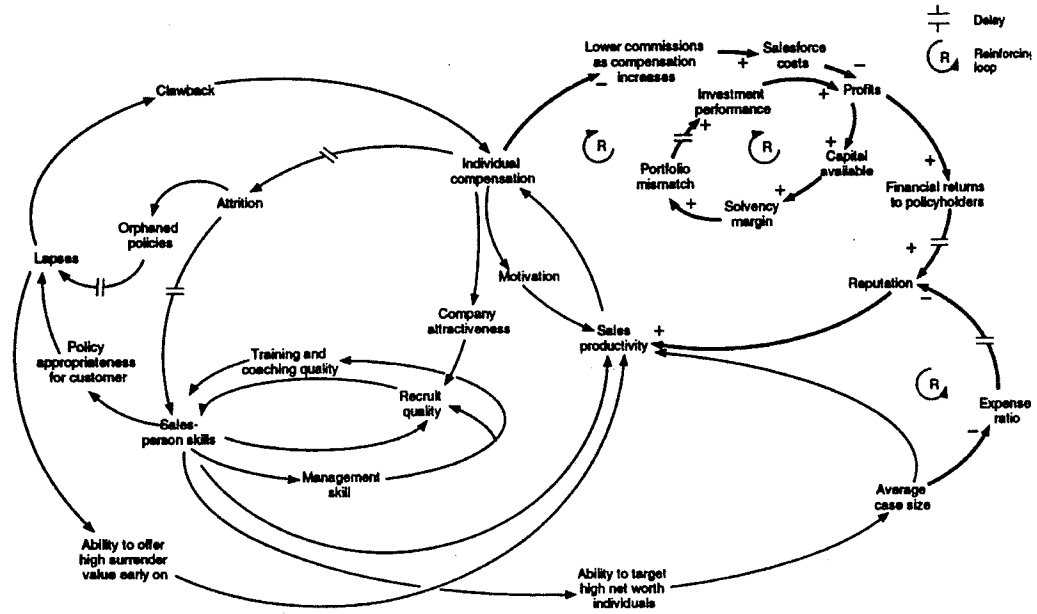 Delay
R
Reinforcing
loop
Lower commissions
as compensation
increases
Salesforce
costs
Clawback
Investment
performance
Profits
R
R
Individual
compensation
Portfolio
mismatch
Capital
available
Attrition
Solvency
margin
Financial returns
to policyholders
Orphaned
policies
Lapses
Motivation
Reputation
Company
attractiveness
Sales
productivity
Policy
appropriateness
for customer
Training and
coaching quality
R
Recruit
quality
Expense
ratio
Sales-
person skills
Management
skill
Average
case size
Ability to offer
high surrender
value early on
Ability to target
high net worth
individuals